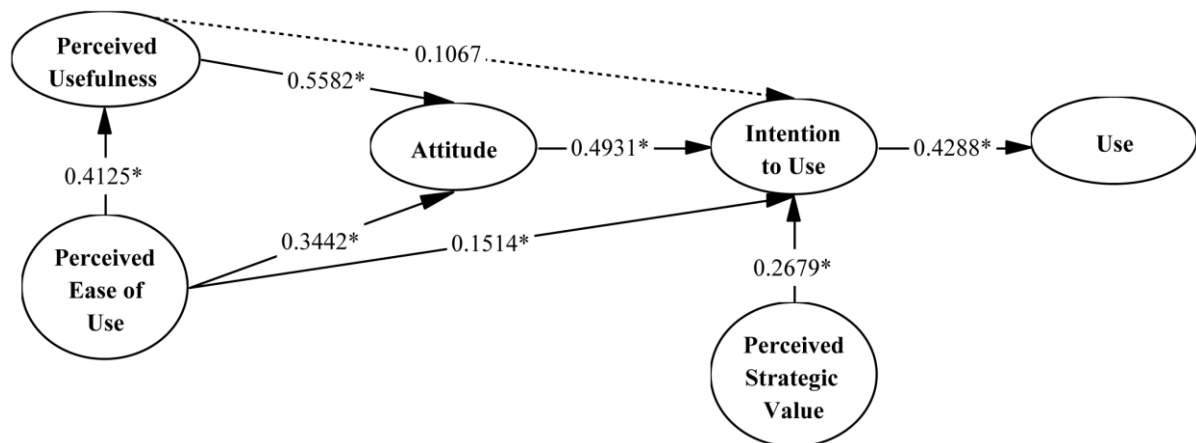 Perceived
Usefulness
0.1067
0.5582*
Attitude
0.4931*
Intention
to Use
0.4288*
Use
0.4125*
0.3442*
0.1514*
Perceived
Ease of
Use
0.2679*
Perceived
Strategic
Value